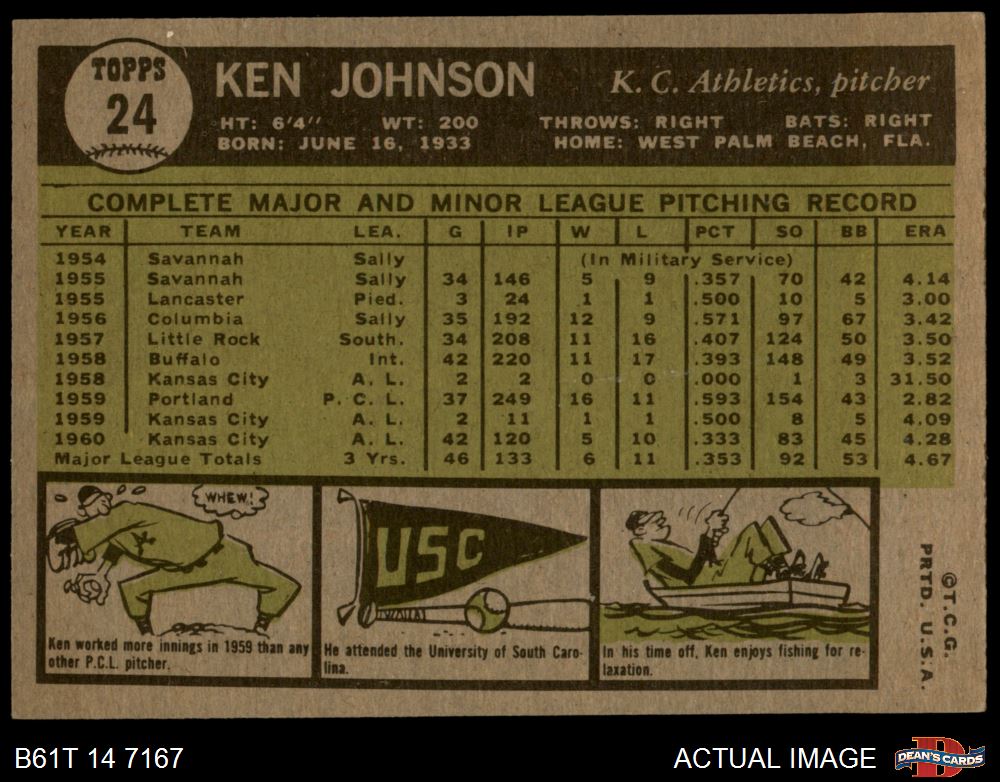 TOPPS
24
KEN JOHNSON
K. C. Athletics, pitcher
HT: 6'4" WT: 200 THROWS: RIGHT BATS: RIGHT
BORN: JUNE 16, 1933 HOME: WEST PALM BEACH, FLA.
COMPLETE MAJOR AND MINOR LEAGUE PITCHING RECORD
YEAR TEAM LEA. G IP W L PCT SO BB ERA
1954 Savannah Sally (In Military Service)
1955 Savannah Sally 34 146 5 9 .357 70 42 4.14
1955 Lancaster Pied. 3 24 1 1 .500 10 5 3.00
1956 Columbia Sally 35 192 12 9 .571 97 67 3.42
1957 Little Rock South. 34 208 11 16 .407 124 50 3.50
1958 Buffalo Int. 42 220 11 17 .393 148 49 3.52
1958 Kansas City A. L. 2 2 0 0 .000 1 3 31.50
1959 Portland P. C. L. 37 249 16 11 .593 154 43 2.82
1959 Kansas City A. L. 2 11 1 1 .500 8 5 4.09
1960 Kansas City A. L. 42 120 5 10 .333 83 45 4.28
Major League Totals 3 Yrs. 46 133 6 11 .353 92 53 4.67
WHEW!
Ken worked more innings in 1959 than any
other P.C.L. pitcher.
USC
He attended the University of South Caro-
lina.
In his time off, Ken enjoys fishing for re-
laxation.
©T.C.G.
PRTD. U.S.A.
B61T 14 7167
ACTUAL IMAGE
D
DEAN'S CARDS